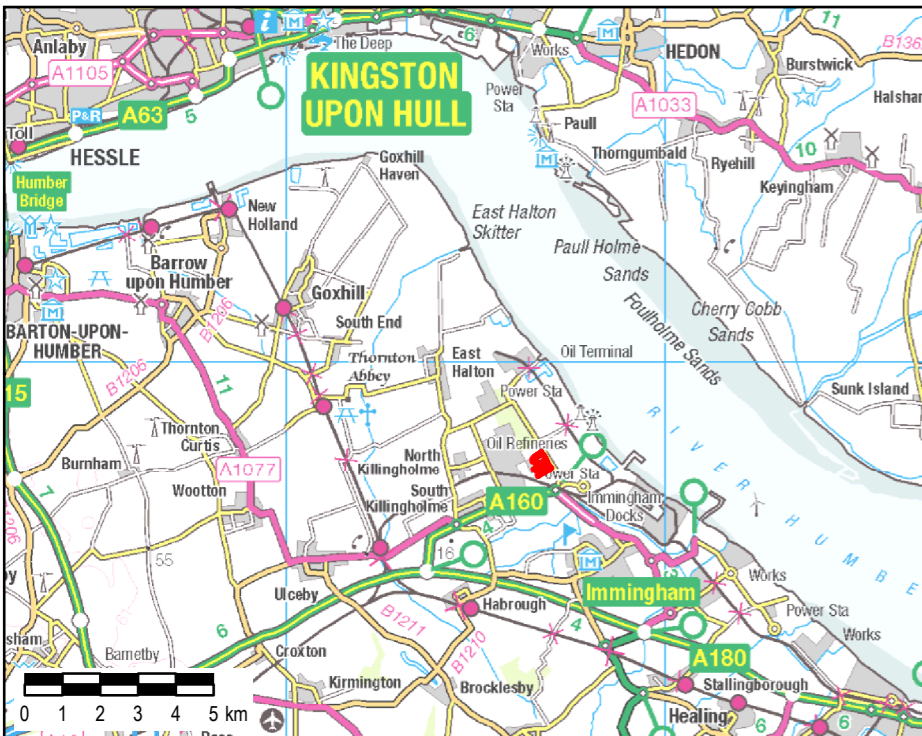 Anlaby
A1105
A63
5
P&R
Toll
HESSLE
Humber
Bridge
i
M
The Deep
KINGSTON
UPON HULL
6
Works
M
HEDON
11
Burstwick
Halsham
Power
Sta
Paull
M
A1033
Thorngumbald
Ryehill
10
Keyingham
Goxhill
Haven
New
Holland
East Halton
Skitter
Paull Holme
Sands
Foulholme Sands
Cherry Cobb
Sands
Barrow
upon Humber
M
BARTON-UPON-
HUMBER
B1206
B1206
Goxhill
South End
Thornton
Abbey
East
Halton
Oil Terminal
Power Sta
Sunk Island
15
11
Thornton
Curtis
Burnham
A1077
Wootton
North
Killingholme
South
Killingholme
Oil Refineries
Power Sta
A160
4
Immingham
Docks
RIVER HUMBE
7
55
16
M
Ulceby
Habrough
Immingham
3
Works
Power Sta
Works
6
Barnetby
Croxton
B1211
B1210
4
A180
Kirmington
Brocklesby
Stallingborough
Healing
6
6
0 1 2 3 4 5 km